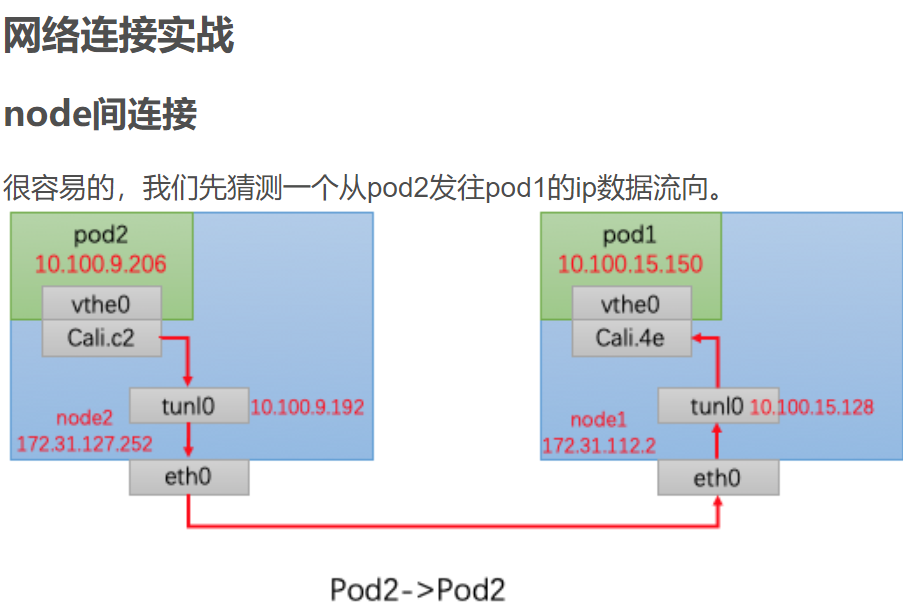 网络连接实战
node间连接
很容易的，我们先猜测一个从pod2发往pod1的ip数据流向。
pod2
10.100.9.206
vthe0
Cali.c2
tunl0
10.100.9.192
node2
172.31.127.252
eth0
pod1
10.100.15.150
vthe0
Cali.4e
tunl0
10.100.15.128
node1
172.31.112.2
eth0
Pod2->Pod2